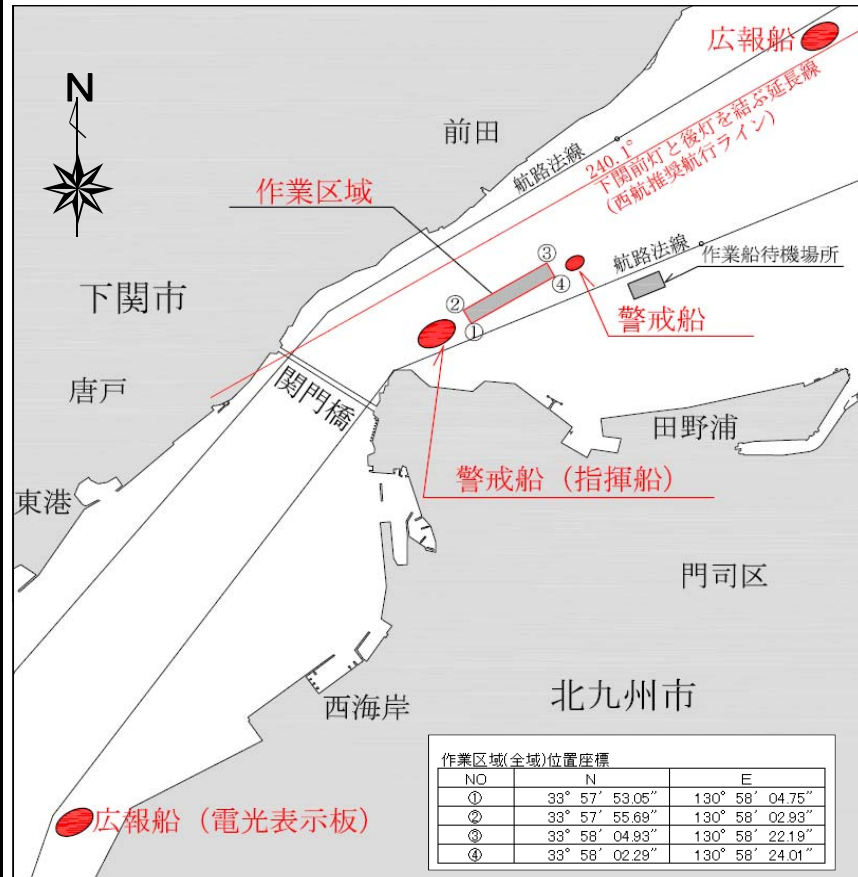 広報船
N
前田
240.1°
下関前灯と後灯を結ぶ延長線
(西航推奨航行ライン)
航路法線
作業区域
航路法線
作業船待機場所
③
④
②
①
下関市
警戒船
関門橋
唐戸
田野浦
警戒船（指揮船）
東港
門司区
西海岸
北九州市
広報船（電光表示板）
作業区域(全域)位置座標
NO N E
① 33° 57′ 53.05″ 130° 58′ 04.75″
② 33° 57′ 55.69″ 130° 58′ 02.93″
③ 33° 58′ 04.93″ 130° 58′ 22.19″
④ 33° 58′ 02.29″ 130° 58′ 24.01″